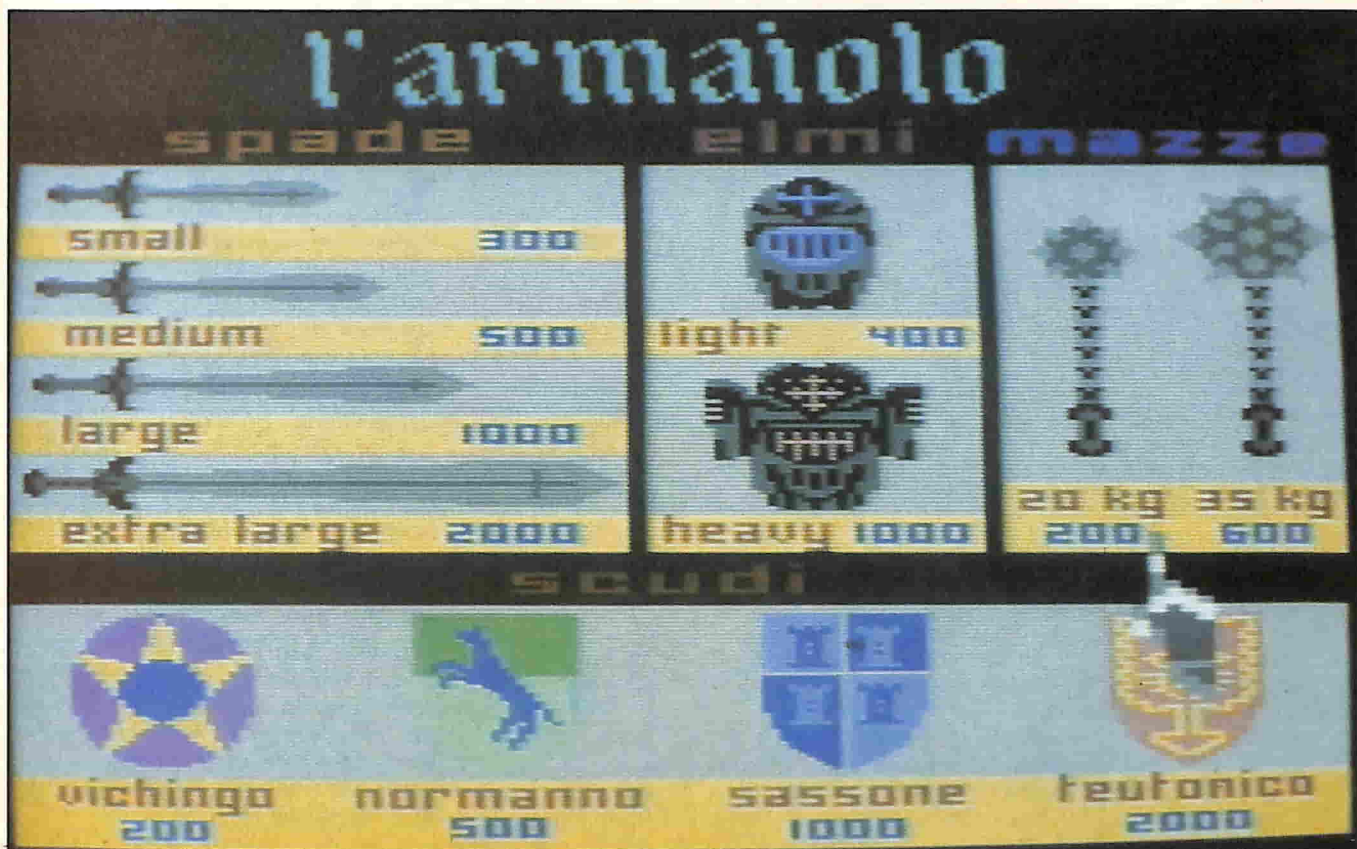 l'armaiolo
spade
small 300
medium 500
large 1000
extra large 2000
elmi
light 400
heavy 1000
mazze
20 kg 35 kg
200 600
scudi
vichingo normanno sassone teutonico
200 500 1000 2000